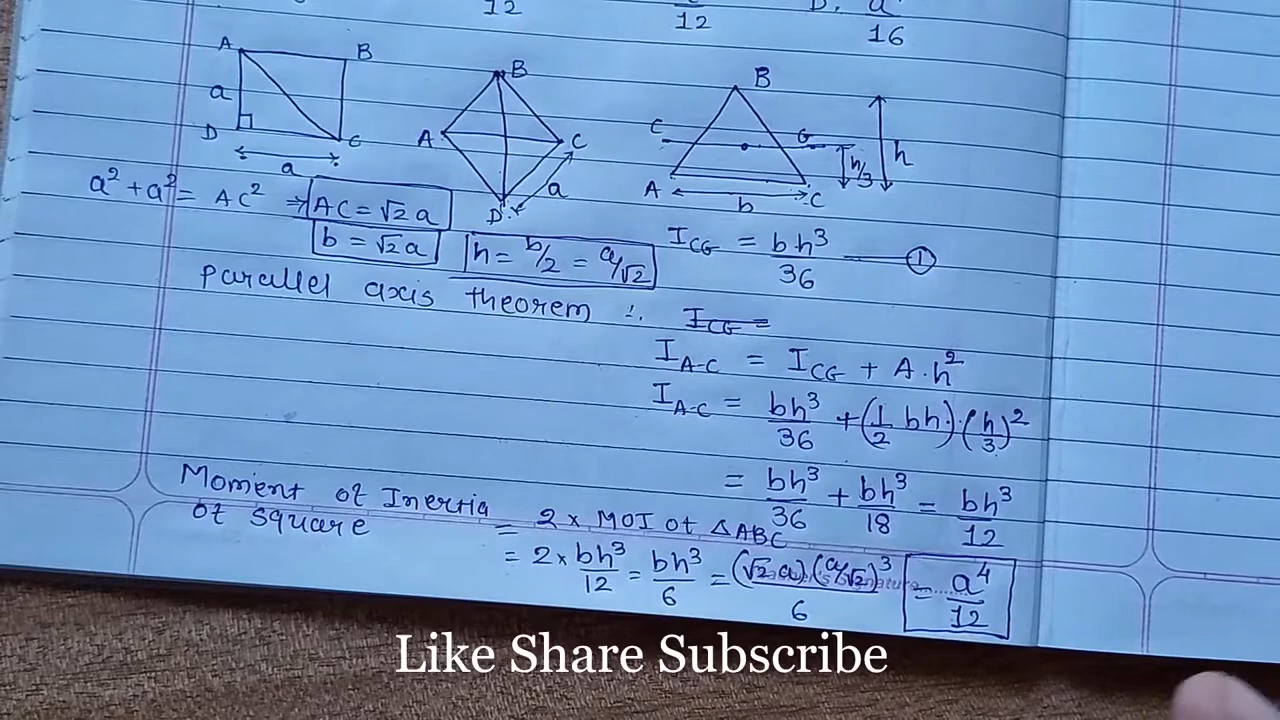 12
12
D. a
16
A
B
a
D
C
a
B
A
C
a
D
B
C
G
h
h/3
A
b
C
a² + a² = AC² ⇒ AC = √2 a
b = √2 a
h = b/2 = a/√2
I_CG = bh³/36 ——— ①
Parallel axis theorem ∴ I_CG =
I_A-C = I_CG + A·h²
I_A-C = bh³/36 + (1/2 bh)·(h/3)²
= bh³/36 + bh³/18 = bh³/12
Moment of Inertia
of square
= 2 × MOI of △ABC
= 2 × bh³/12 = bh³/6 = (√2 a)·(a/√2)³/6 = a⁴/12
Like Share Subscribe